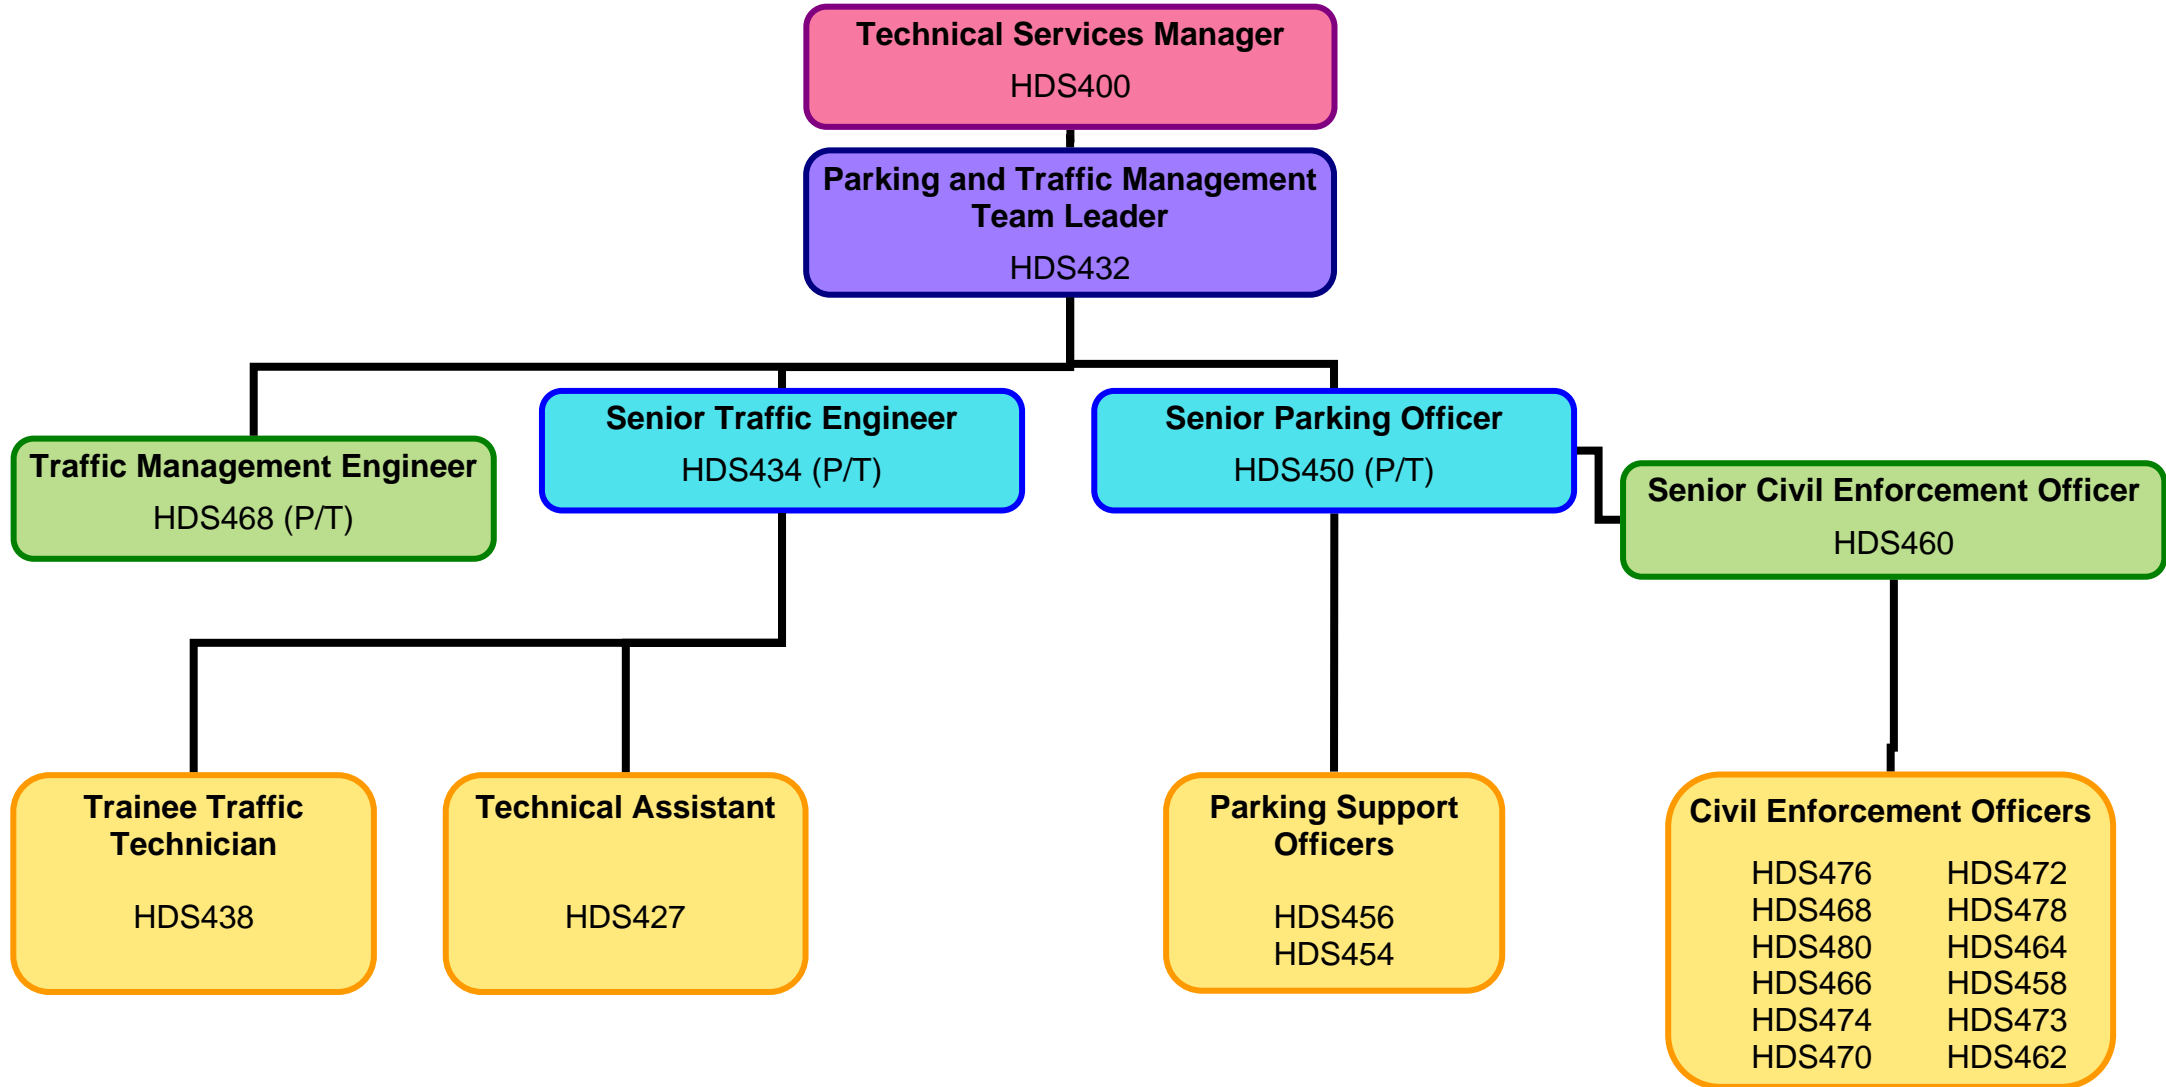 Technical Services Manager
HDS400
Parking and Traffic Management
Team Leader
HDS432
Traffic Management Engineer
HDS468 (P/T)
Senior Traffic Engineer
HDS434 (P/T)
Senior Parking Officer
HDS450 (P/T)
Senior Civil Enforcement Officer
HDS460
Trainee Traffic
Technician
HDS438
Technical Assistant
HDS427
Parking Support
Officers
HDS456
HDS454
Civil Enforcement Officers
HDS476 HDS472
HDS468 HDS478
HDS480 HDS464
HDS466 HDS458
HDS474 HDS473
HDS470 HDS462